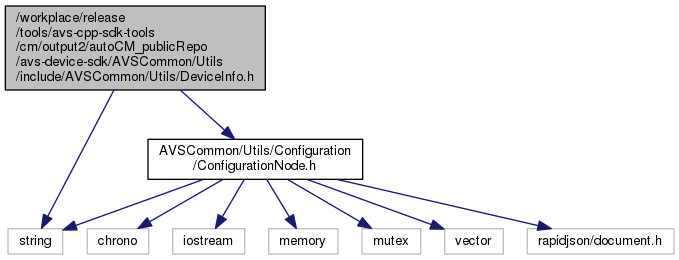 /workplace/release
/tools/avs-cpp-sdk-tools
/cm/output2/autoCM_publicRepo
/avs-device-sdk/AVSCommon/Utils
/include/AVSCommon/Utils/DeviceInfo.h
AVSCommon/Utils/Configuration
/ConfigurationNode.h
string
chrono
iostream
memory
mutex
vector
rapidjson/document.h